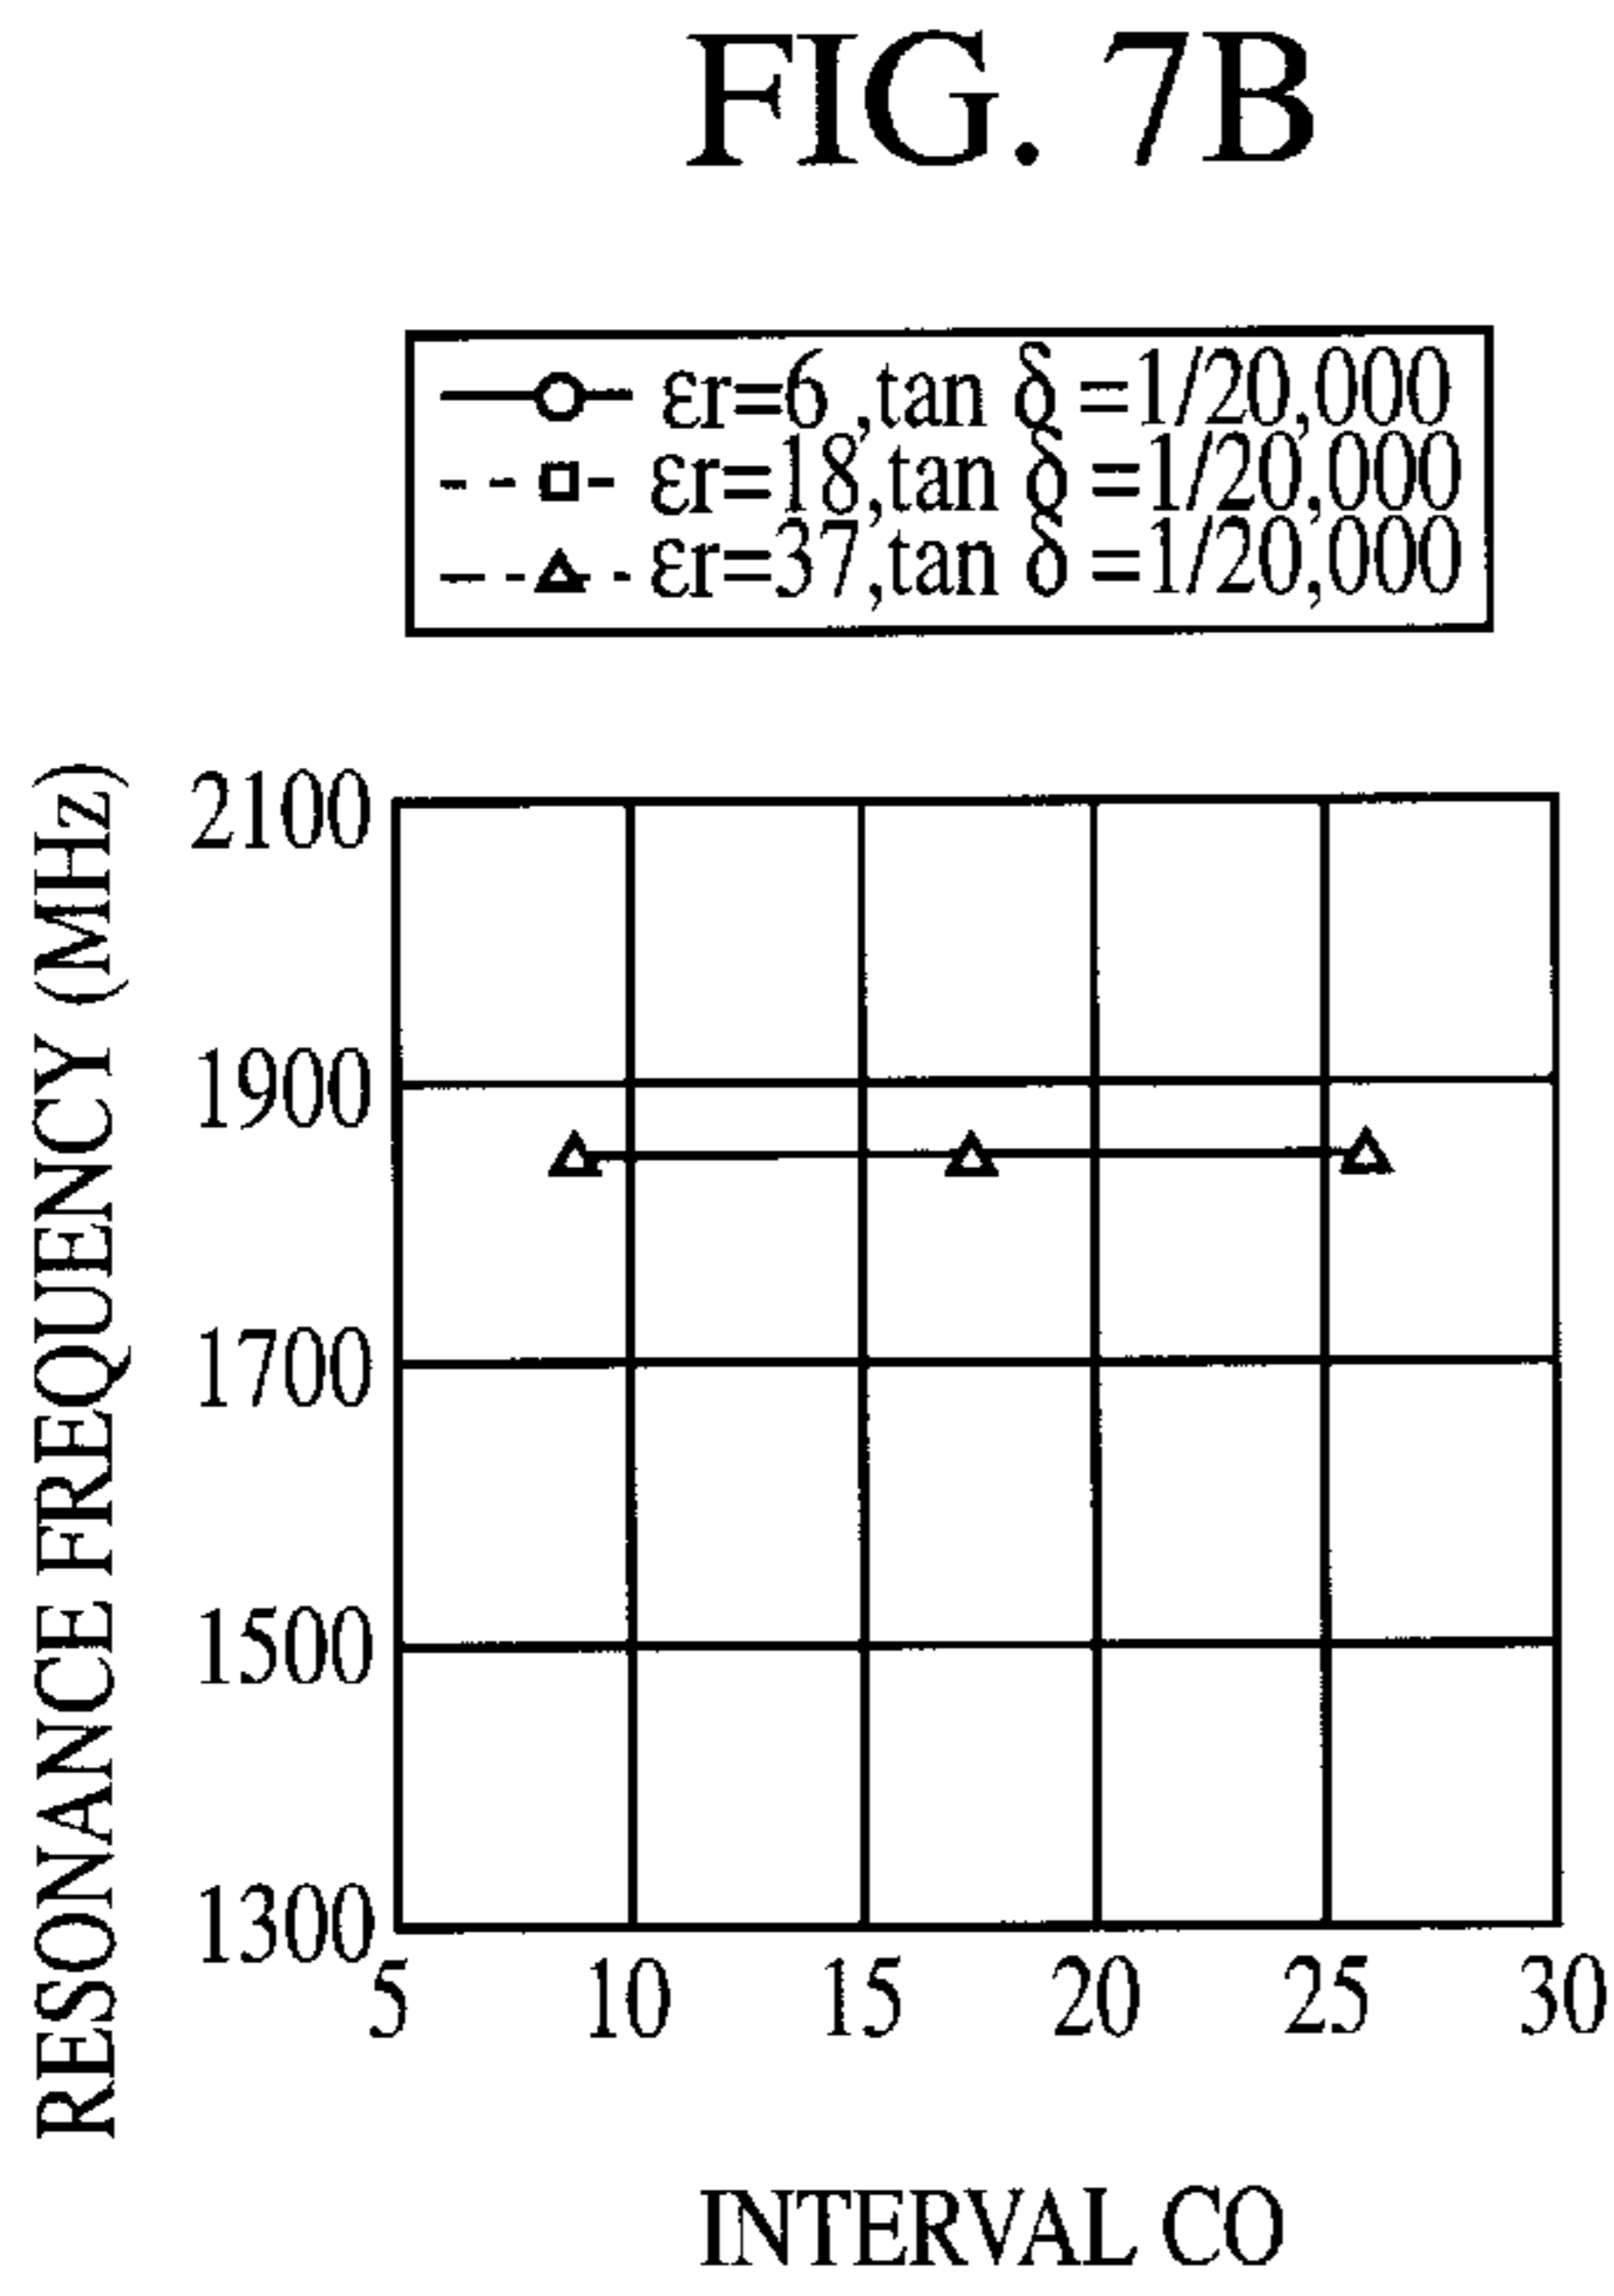 FIG. 7B
εr=6,tan δ=1/20,000
εr=18,tan δ=1/20,000
εr=37,tan δ=1/20,000
RESONANCE FREQUENCY (MHz)
2100
1900
1700
1500
1300
5 10 15 20 25 30
INTERVAL CO